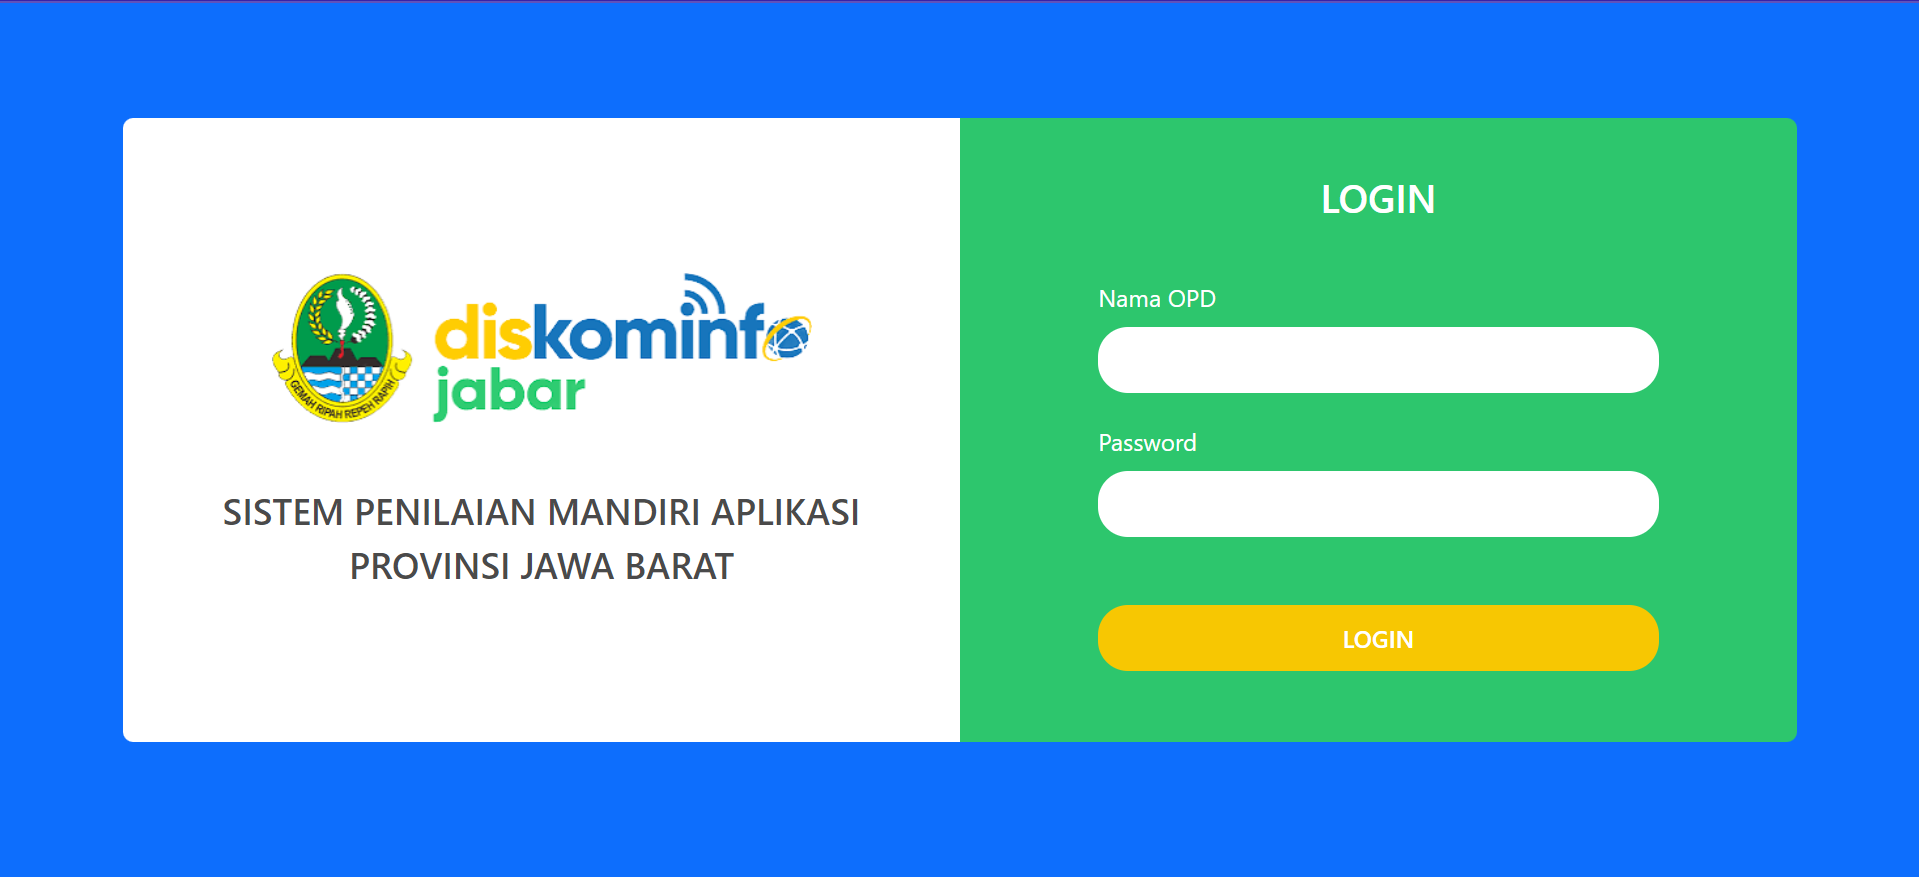 GEMAH RIPAH REPEH RAPIH
diskominfo
jabar
SISTEM PENILAIAN MANDIRI APLIKASI
PROVINSI JAWA BARAT
LOGIN
Nama OPD
Password
LOGIN